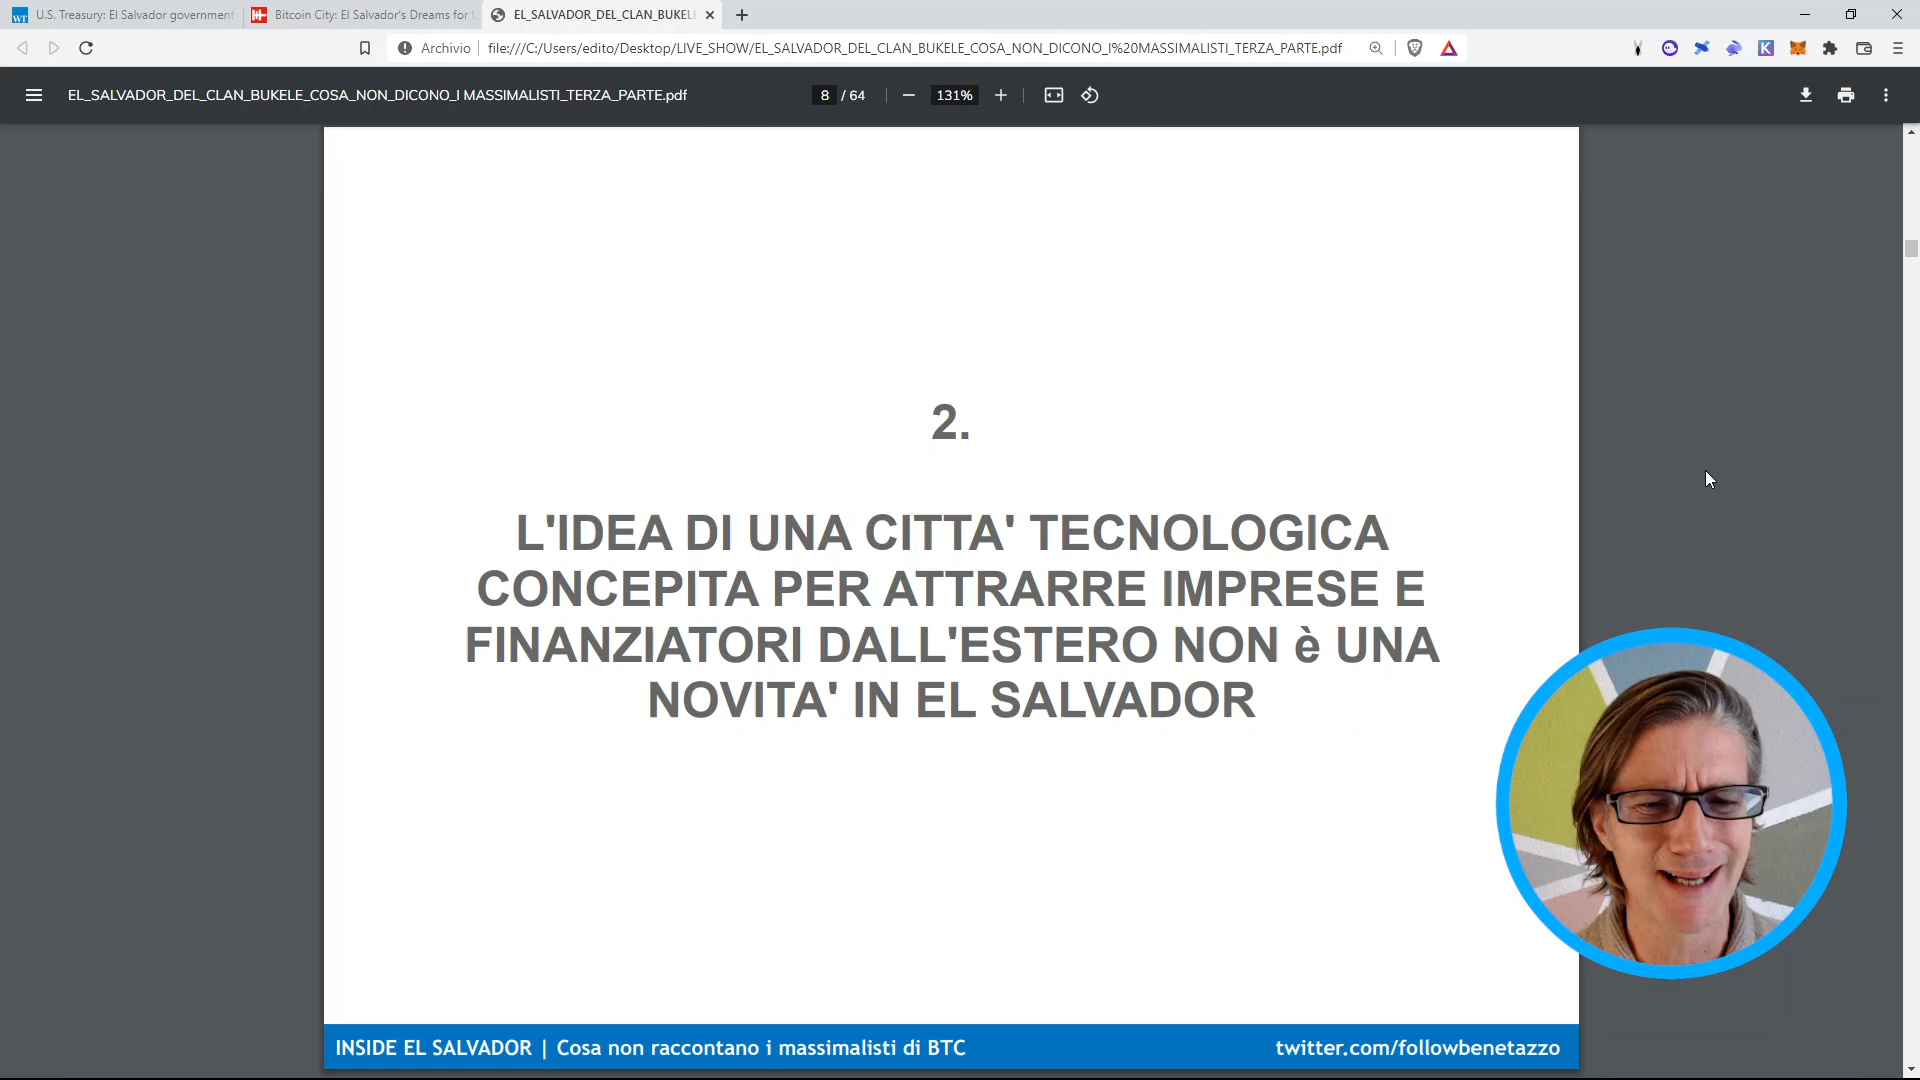 U.S. Treasury: El Salvador government
Bitcoin City: El Salvador's Dreams for U
EL_SALVADOR_DEL_CLAN_BUKEL
Archivio
file:///C:/Users/edito/Desktop/LIVE_SHOW/EL_SALVADOR_DEL_CLAN_BUKELE_COSA_NON_DICONO_I%20MASSIMALISTI_TERZA_PARTE.pdf
EL_SALVADOR_DEL_CLAN_BUKELE_COSA_NON_DICONO_I MASSIMALISTI_TERZA_PARTE.pdf
8 / 64
131%
2.
L'IDEA DI UNA CITTA' TECNOLOGICA
CONCEPITA PER ATTRARRE IMPRESE E
FINANZIATORI DALL'ESTERO NON è UNA
NOVITA' IN EL SALVADOR
INSIDE EL SALVADOR | Cosa non raccontano i massimalisti di BTC
twitter.com/followbenetazzo